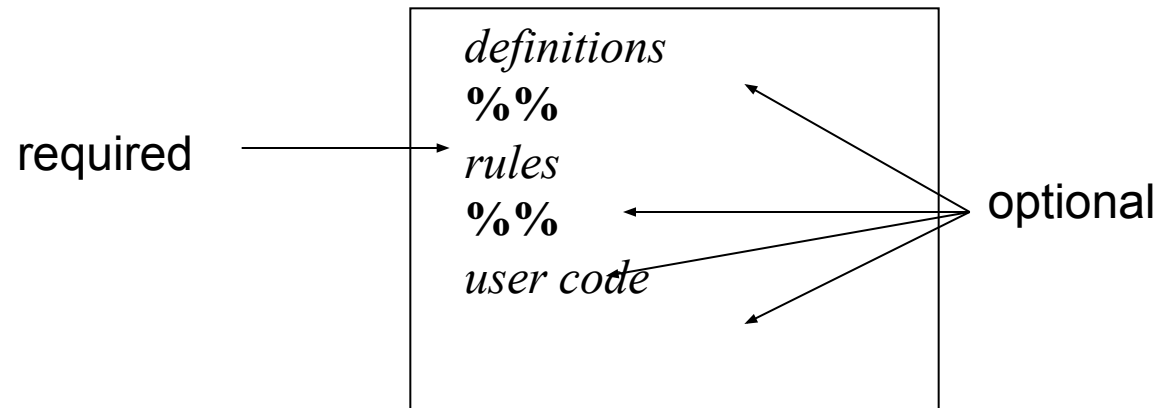 definitions
%%
required
rules
%%
optional
user code